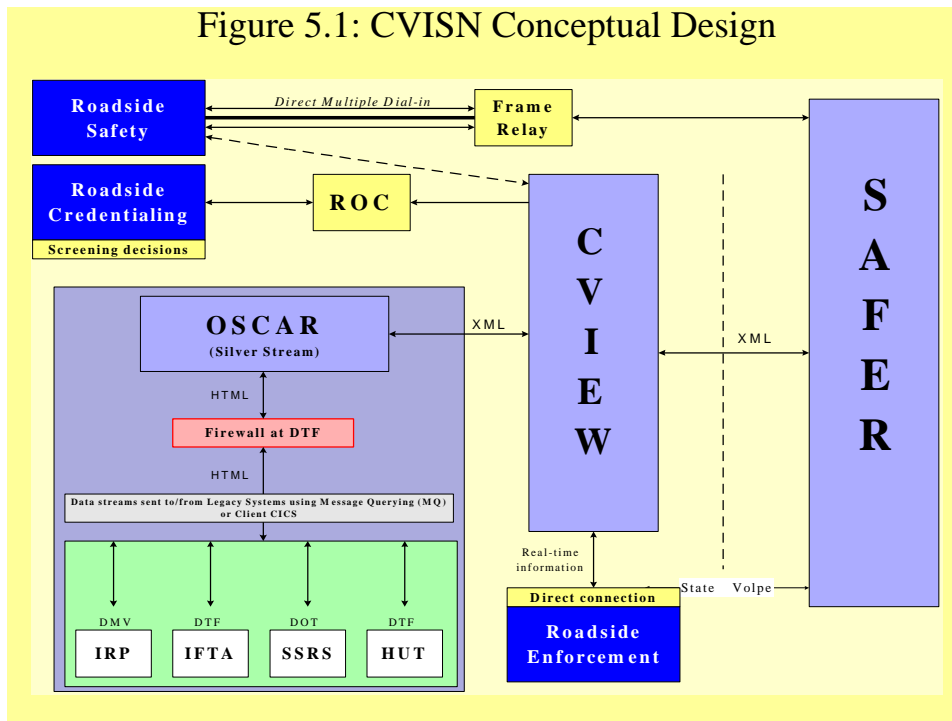 Figure 5.1: CVISN Conceptual Design
Roadside
Safety
Direct Multiple Dial-in
Frame
Relay
Roadside
Credentialing
Screening decisions
ROC
CVIEW
SAFER
OSCAR
(Silver Stream)
XML
XML
HTML
Firewall at DTF
HTML
Data streams sent to/from Legacy Systems using Message Querying (MQ)
or Client CICS
Real-time
information
State Volpe
Direct connection
Roadside
Enforcement
DMV
DTF
DOT
DTF
IRP
IFTA
SSRS
HUT